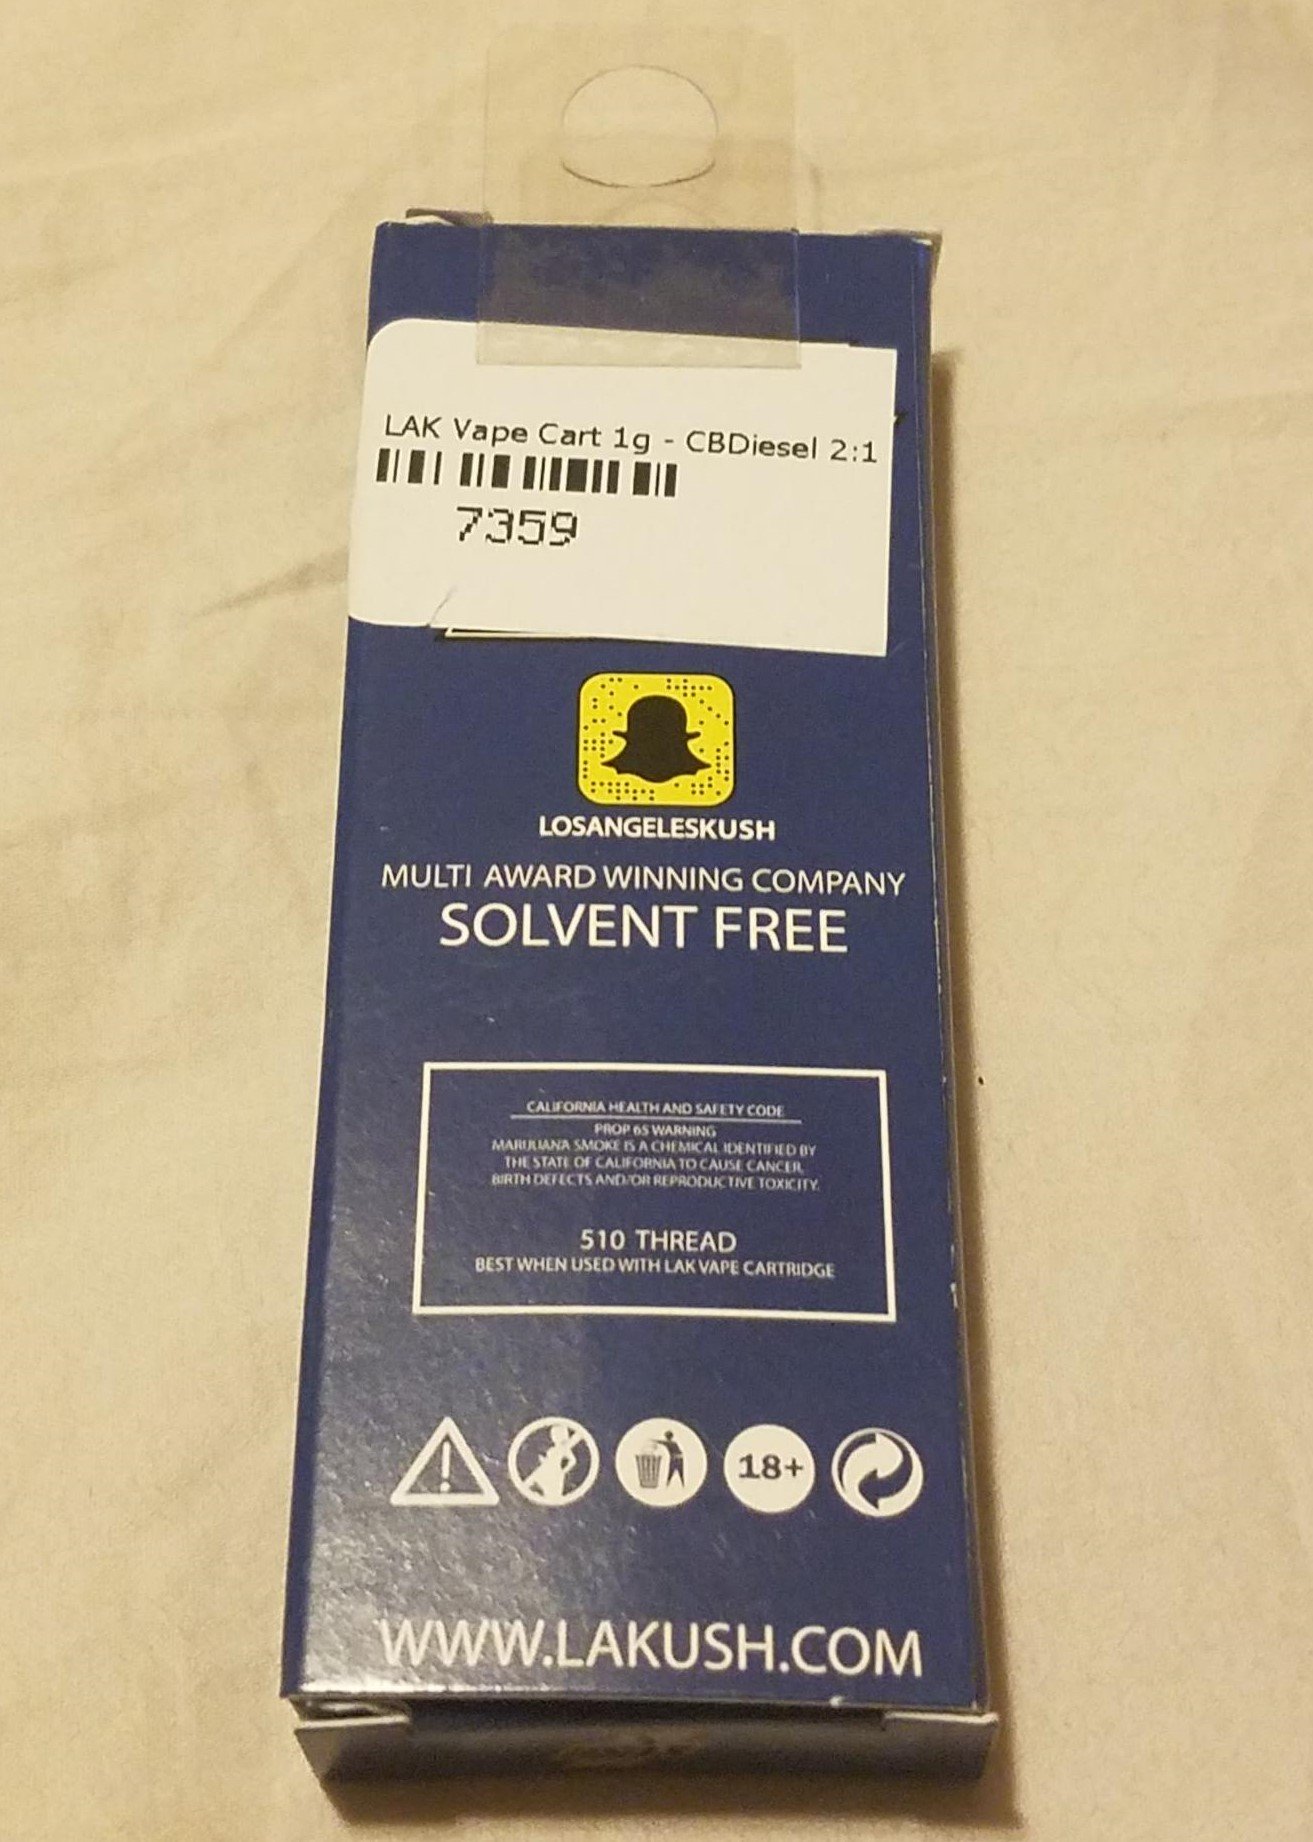 LAK Vape Cart 1g - CBDiesel 2:1
7359
LOSANGELESKUSH
MULTI AWARD WINNING COMPANY
SOLVENT FREE
CALIFORNIA HEALTH AND SAFETY CODE
PROP 65 WARNING
MARIJUANA SMOKE IS A CHEMICAL IDENTIFIED BY
THE STATE OF CALIFORNIA TO CAUSE CANCER,
BIRTH DEFECTS AND/OR REPRODUCTIVE TOXICITY.
510 THREAD
BEST WHEN USED WITH LAK VAPE CARTRIDGE
18+
WWW.LAKUSH.COM